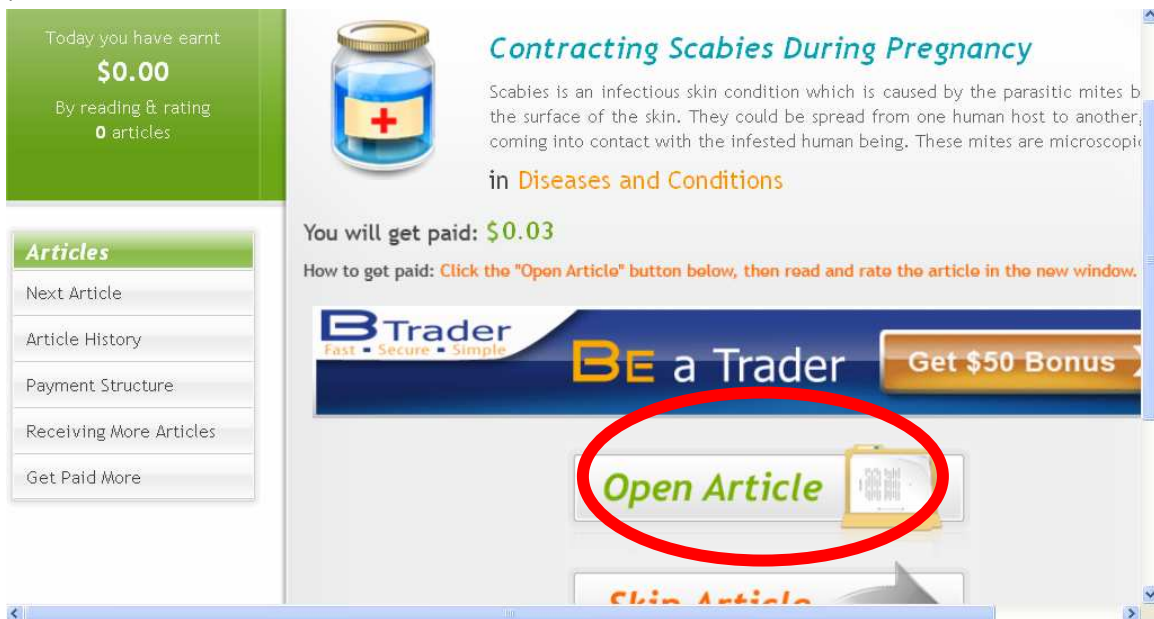 Today you have earnt
$0.00
By reading & rating
0 articles
Articles
Next Article
Article History
Payment Structure
Receiving More Articles
Get Paid More
Contracting Scabies During Pregnancy
Scabies is an infectious skin condition which is caused by the parasitic mites b
the surface of the skin. They could be spread from one human host to another,
coming into contact with the infested human being. These mites are microscopi
in Diseases and Conditions
You will get paid: $0.03
How to get paid: Click the "Open Article" button below, then read and rate the article in the new window.
B Trader
Fast - Secure - Simple
BE a Trader
Get $50 Bonus
Open Article
Skip Article